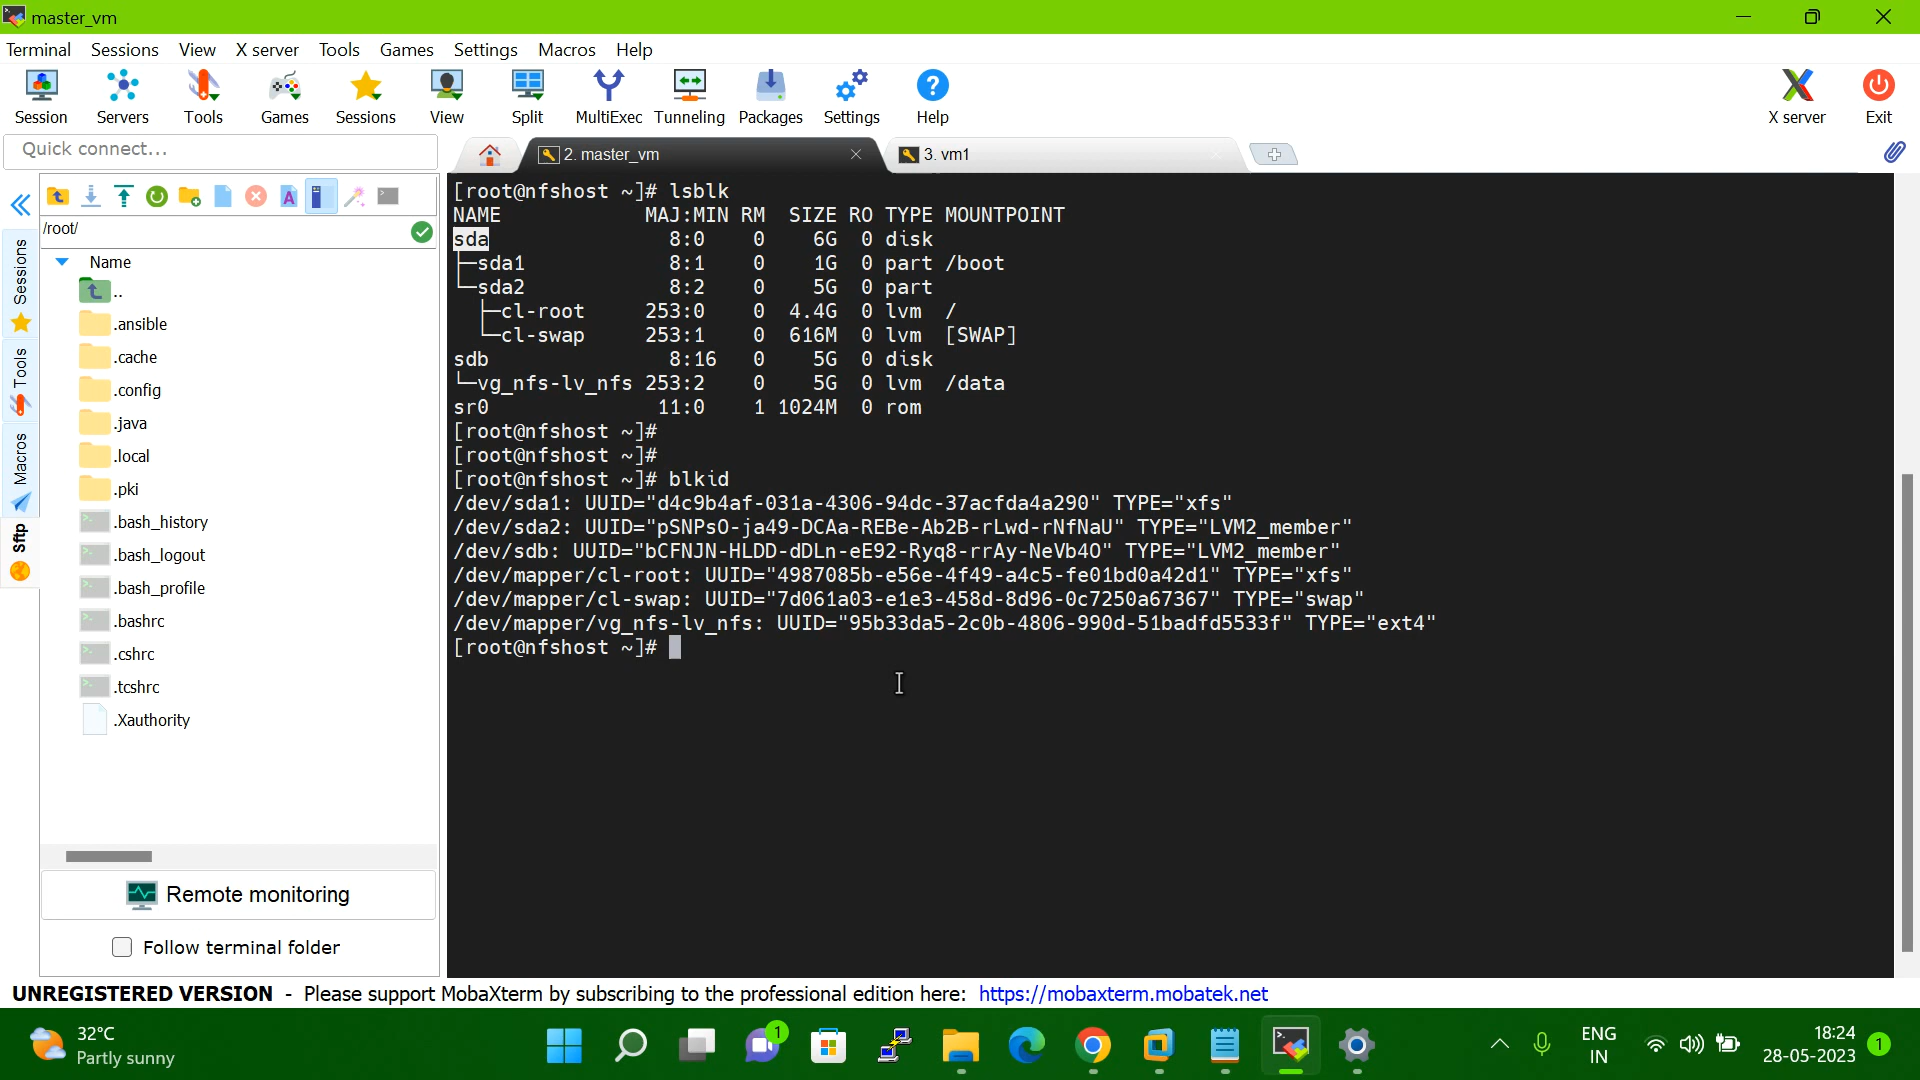 master_vm
Terminal Sessions View X server Tools Games Settings Macros Help
Session Servers Tools Games Sessions View Split MultiExec Tunneling Packages Settings Help X server Exit
Quick connect...
2. master_vm
3. vm1
/root/
Name
..
.ansible
.cache
.config
.java
.local
.pki
.bash_history
.bash_logout
.bash_profile
.bashrc
.cshrc
.tcshrc
.Xauthority
Sessions
Tools
Macros
Sftp
Remote monitoring
Follow terminal folder
[root@nfshost ~]# lsblk
NAME MAJ:MIN RM SIZE RO TYPE MOUNTPOINT
sda 8:0 0 6G 0 disk
├─sda1 8:1 0 1G 0 part /boot
└─sda2 8:2 0 5G 0 part
  ├─cl-root 253:0 0 4.4G 0 lvm /
  └─cl-swap 253:1 0 616M 0 lvm [SWAP]
sdb 8:16 0 5G 0 disk
└─vg_nfs-lv_nfs 253:2 0 5G 0 lvm /data
sr0 11:0 1 1024M 0 rom
[root@nfshost ~]#
[root@nfshost ~]#
[root@nfshost ~]# blkid
/dev/sda1: UUID="d4c9b4af-031a-4306-94dc-37acfda4a290" TYPE="xfs"
/dev/sda2: UUID="pSNPsO-ja49-DCAa-REBe-Ab2B-rLwd-rNfNaU" TYPE="LVM2_member"
/dev/sdb: UUID="bCFNJN-HLDD-dDLn-eE92-Ryq8-rrAy-NeVb4O" TYPE="LVM2_member"
/dev/mapper/cl-root: UUID="4987085b-e56e-4f49-a4c5-fe01bd0a42d1" TYPE="xfs"
/dev/mapper/cl-swap: UUID="7d061a03-e1e3-458d-8d96-0c7250a67367" TYPE="swap"
/dev/mapper/vg_nfs-lv_nfs: UUID="95b33da5-2c0b-4806-990d-51badfd5533f" TYPE="ext4"
[root@nfshost ~]#
UNREGISTERED VERSION - Please support MobaXterm by subscribing to the professional edition here: https://mobaxterm.mobatek.net
32°C
Partly sunny
1
ENG
IN
18:24
28-05-2023
1